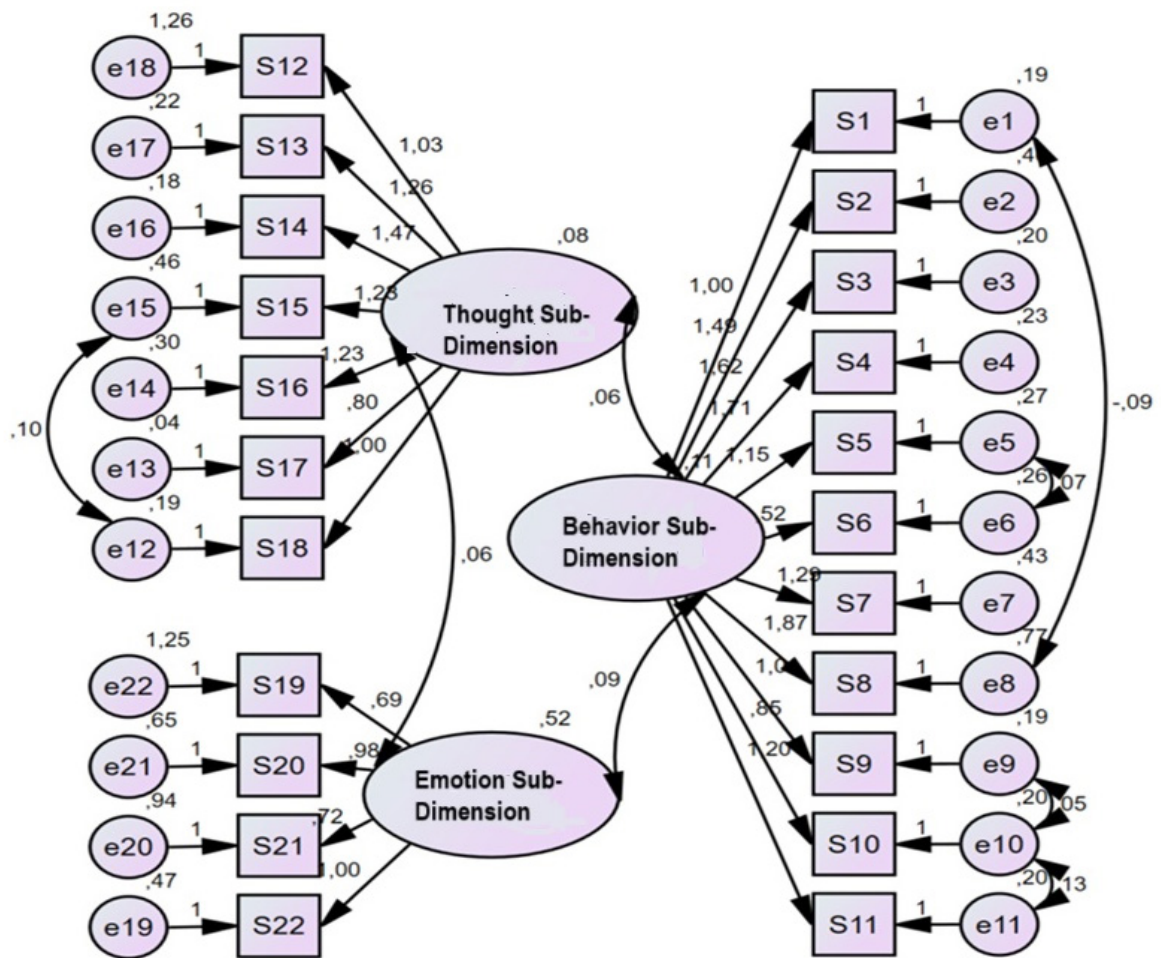 1,26
e18 1 S12
,22
e17 1 S13
,18
e16 1 S14
,46
e15 1 S15
,30
e14 1 S16
,04
e13 1 S17
,19
e12 1 S18
,10
1,03
1,26
1,47
1,23
,80
1,00
,08
Thought Sub-
Dimension
,06
,06
1,25
e22 1 S19
,65
e21 1 S20
,94
e20 1 S21
,47
e19 1 S22
,69
,98
,72
1,00
,52
Emotion Sub-
Dimension
,09
Behavior Sub-
Dimension
1,00
1,49
1,62
1,71
1,15
,52
1,29
1,87
,85
1,20
,19
S1 1 e1
S2 1 e2
,20
S3 1 e3
,23
S4 1 e4
,27
S5 1 e5
,26
,07
S6 1 e6
,43
S7 1 e7
,77
S8 1 e8
,19
S9 1 e9
,20
,05
S10 1 e10
,20
,13
S11 1 e11
-,09